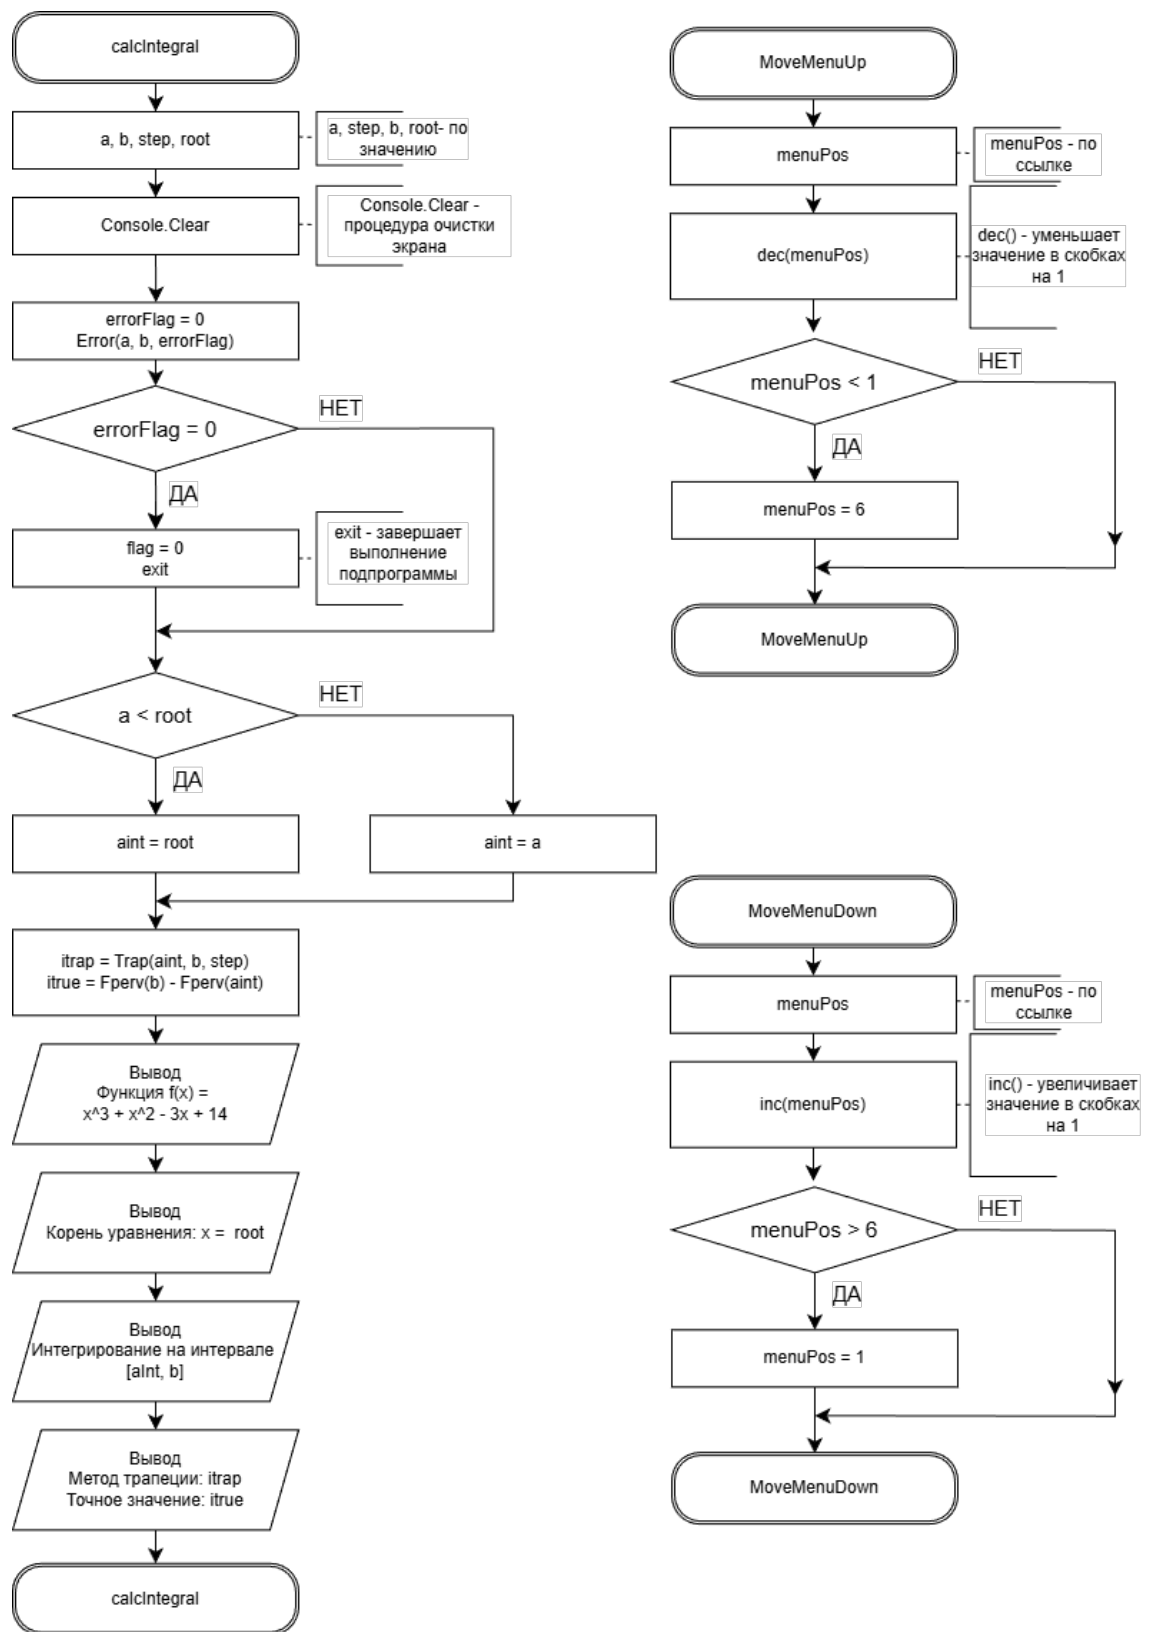 calcIntegral
a, b, step, root
a, step, b, root- по
значению
Console.Clear
Console.Clear -
процедура очистки
экрана
errorFlag = 0
Error(a, b, errorFlag)
errorFlag = 0
НЕТ
ДА
flag = 0
exit
exit - завершает
выполнение
подпрограммы
a < root
НЕТ
ДА
aint = root
aint = a
itrap = Trap(aint, b, step)
itrue = Fperv(b) - Fperv(aint)
Вывод
Функция f(x) =
x^3 + x^2 - 3x + 14
Вывод
Корень уравнения: x =  root
Вывод
Интегрирование на интервале
[aInt, b]
Вывод
Метод трапеции: itrap
Точное значение: itrue
calcIntegral
MoveMenuUp
menuPos
menuPos - по
ссылке
dec(menuPos)
dec() - уменьшает
значение в скобках
на 1
menuPos < 1
НЕТ
ДА
menuPos = 6
MoveMenuUp
MoveMenuDown
menuPos
menuPos - по
ссылке
inc(menuPos)
inc() - увеличивает
значение в скобках
на 1
menuPos > 6
НЕТ
ДА
menuPos = 1
MoveMenuDown